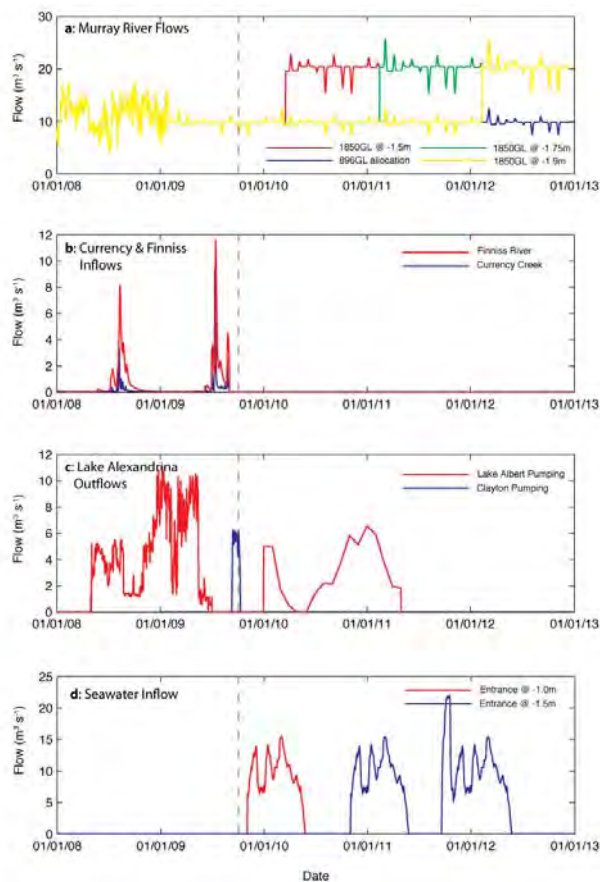 a: Murray River Flows
30
20
10
0
Flow (m³ s⁻¹)
1850GL @ -1.5m
896GL allocation
1850GL @ -1.75m
1850GL @ -1.9m
01/01/08 01/01/09 01/01/10 01/01/11 01/01/12 01/01/13
b: Currency & Finniss
Inflows
12
10
8
6
4
2
0
Flow (m³ s⁻¹)
Finniss River
Currency Creek
01/01/08 01/01/09 01/01/10 01/01/11 01/01/12 01/01/13
c: Lake Alexandrina
Outflows
12
10
8
6
4
2
0
Flow (m³ s⁻¹)
Lake Albert Pumping
Clayton Pumping
01/01/08 01/01/09 01/01/10 01/01/11 01/01/12 01/01/13
d: Seawater Inflow
25
20
15
10
5
0
Flow (m³ s⁻¹)
Entrance @ -1.0m
Entrance @ -1.5m
01/01/08 01/01/09 01/01/10 01/01/11 01/01/12 01/01/13
Date